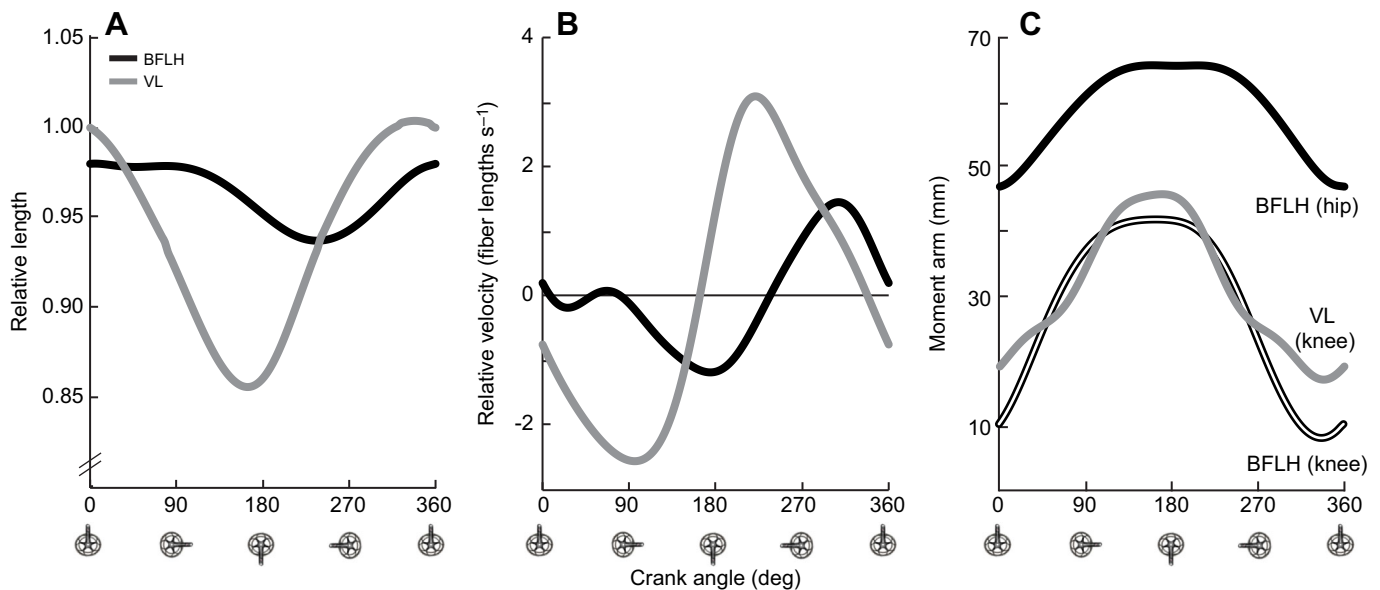 A
1.05
1.00
0.95
0.90
0.85
Relative length
BFLH
VL
0 90 180 270 360
B
4
2
0
-2
Relative velocity (fiber lengths s–1)
0 90 180 270 360
Crank angle (deg)
C
70
50
30
10
Moment arm (mm)
BFLH (hip)
VL
(knee)
BFLH (knee)
0 90 180 270 360